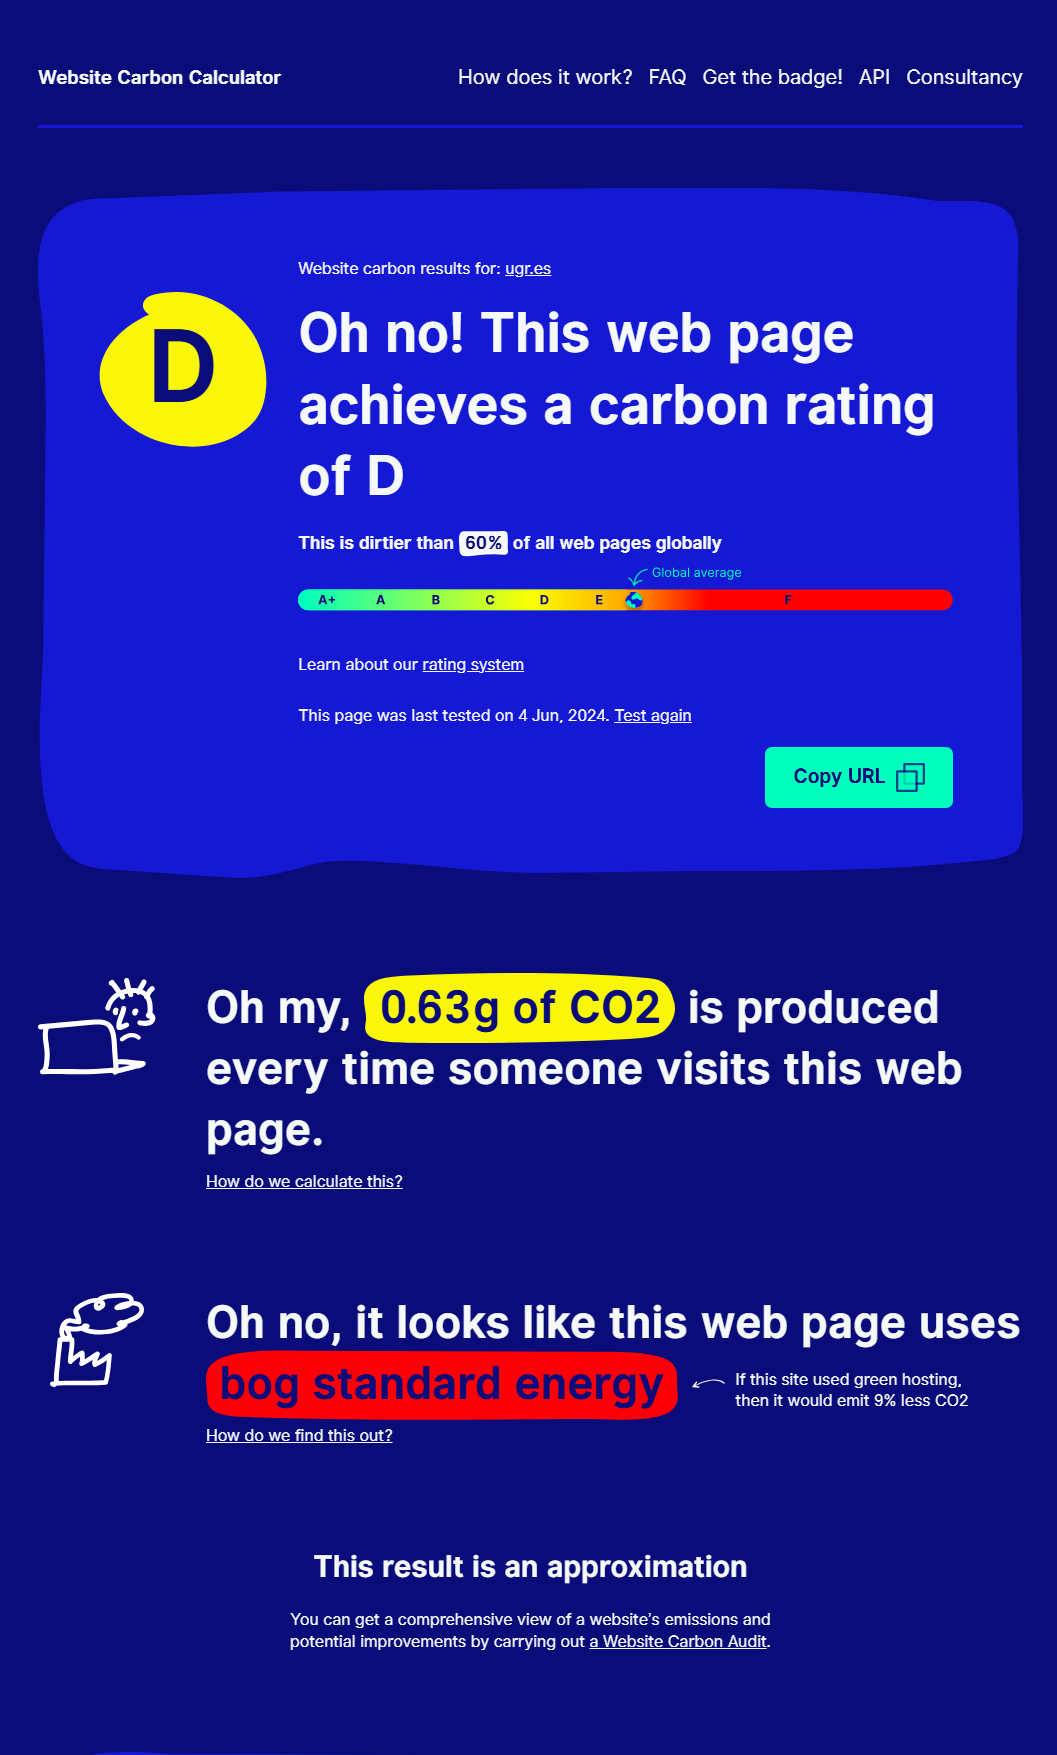 Website Carbon Calculator
How does it work? FAQ Get the badge! API Consultancy
Website carbon results for: ugr.es
D
Oh no! This web page
achieves a carbon rating
of D
This is dirtier than 60% of all web pages globally
Global average
A+ A B C D E F
Learn about our rating system
This page was last tested on 4 Jun, 2024. Test again
Copy URL
Oh my, 0.63g of CO2 is produced
every time someone visits this web
page.
How do we calculate this?
Oh no, it looks like this web page uses
bog standard energy
If this site used green hosting,
then it would emit 9% less CO2
How do we find this out?
This result is an approximation
You can get a comprehensive view of a website's emissions and
potential improvements by carrying out a Website Carbon Audit.